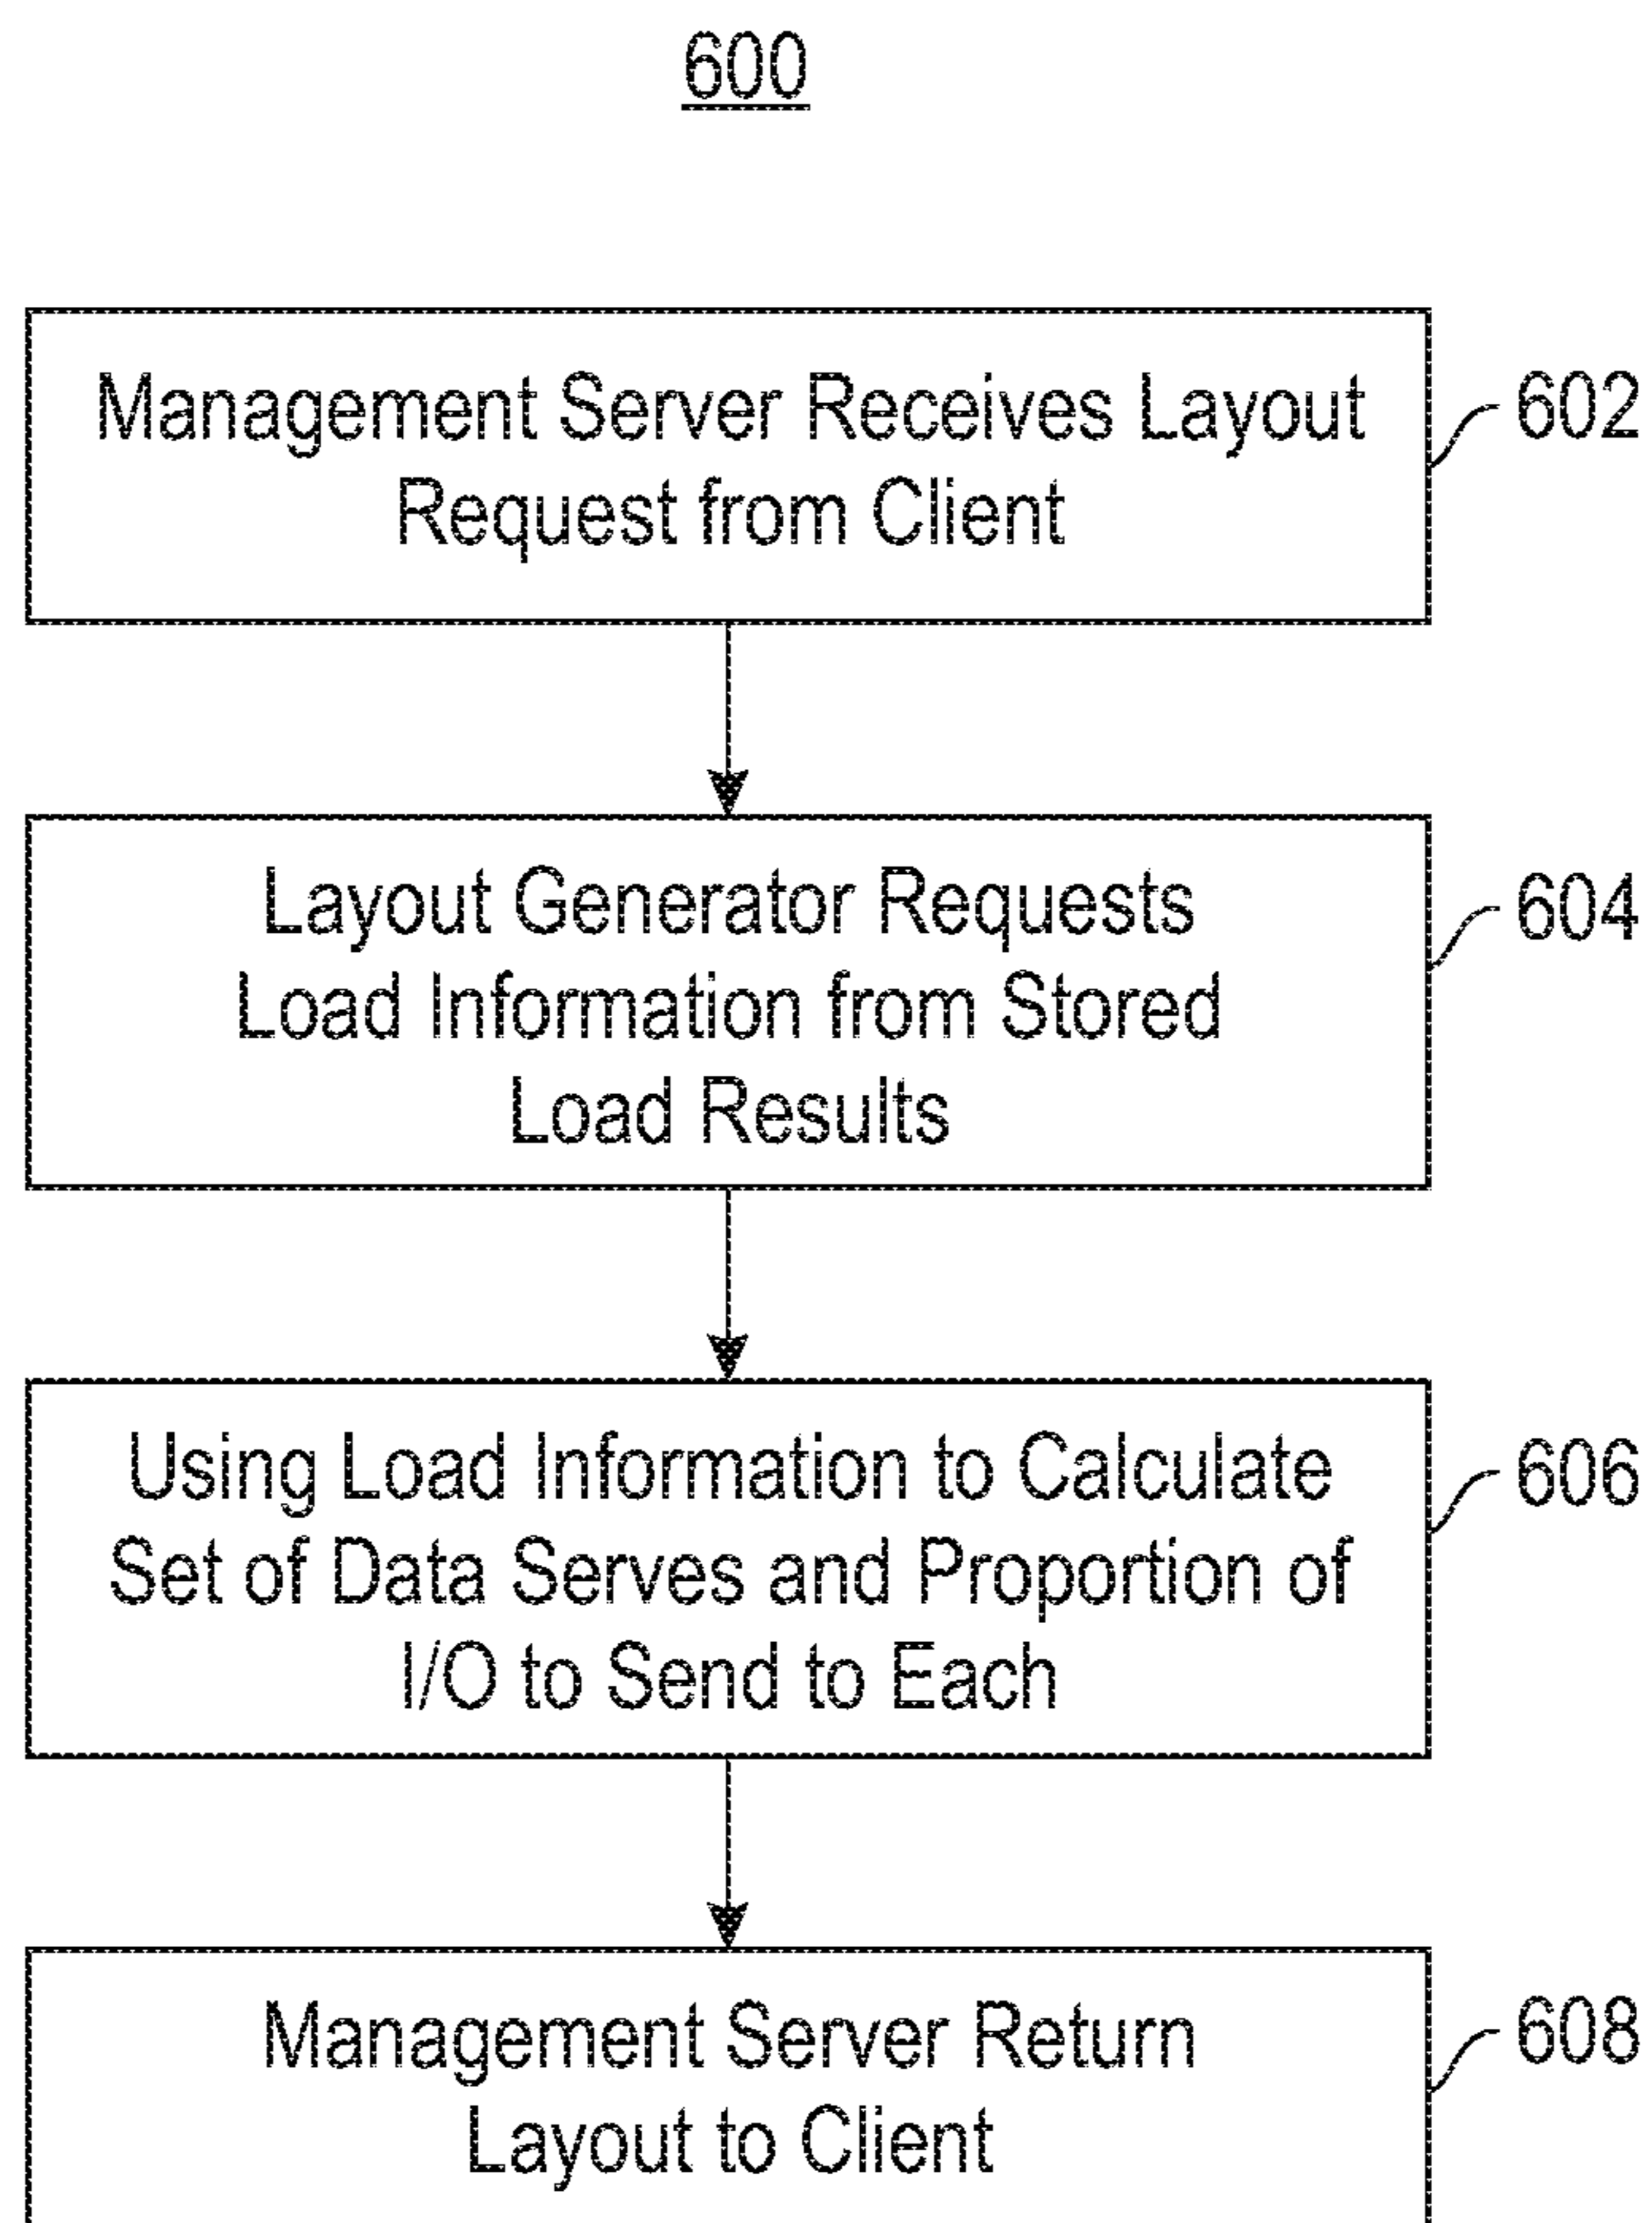 600
Management Server Receives Layout
Request from Client
602
Layout Generator Requests
Load Information from Stored
Load Results
604
Using Load Information to Calculate
Set of Data Serves and Proportion of
I/O to Send to Each
606
Management Server Return
Layout to Client
608